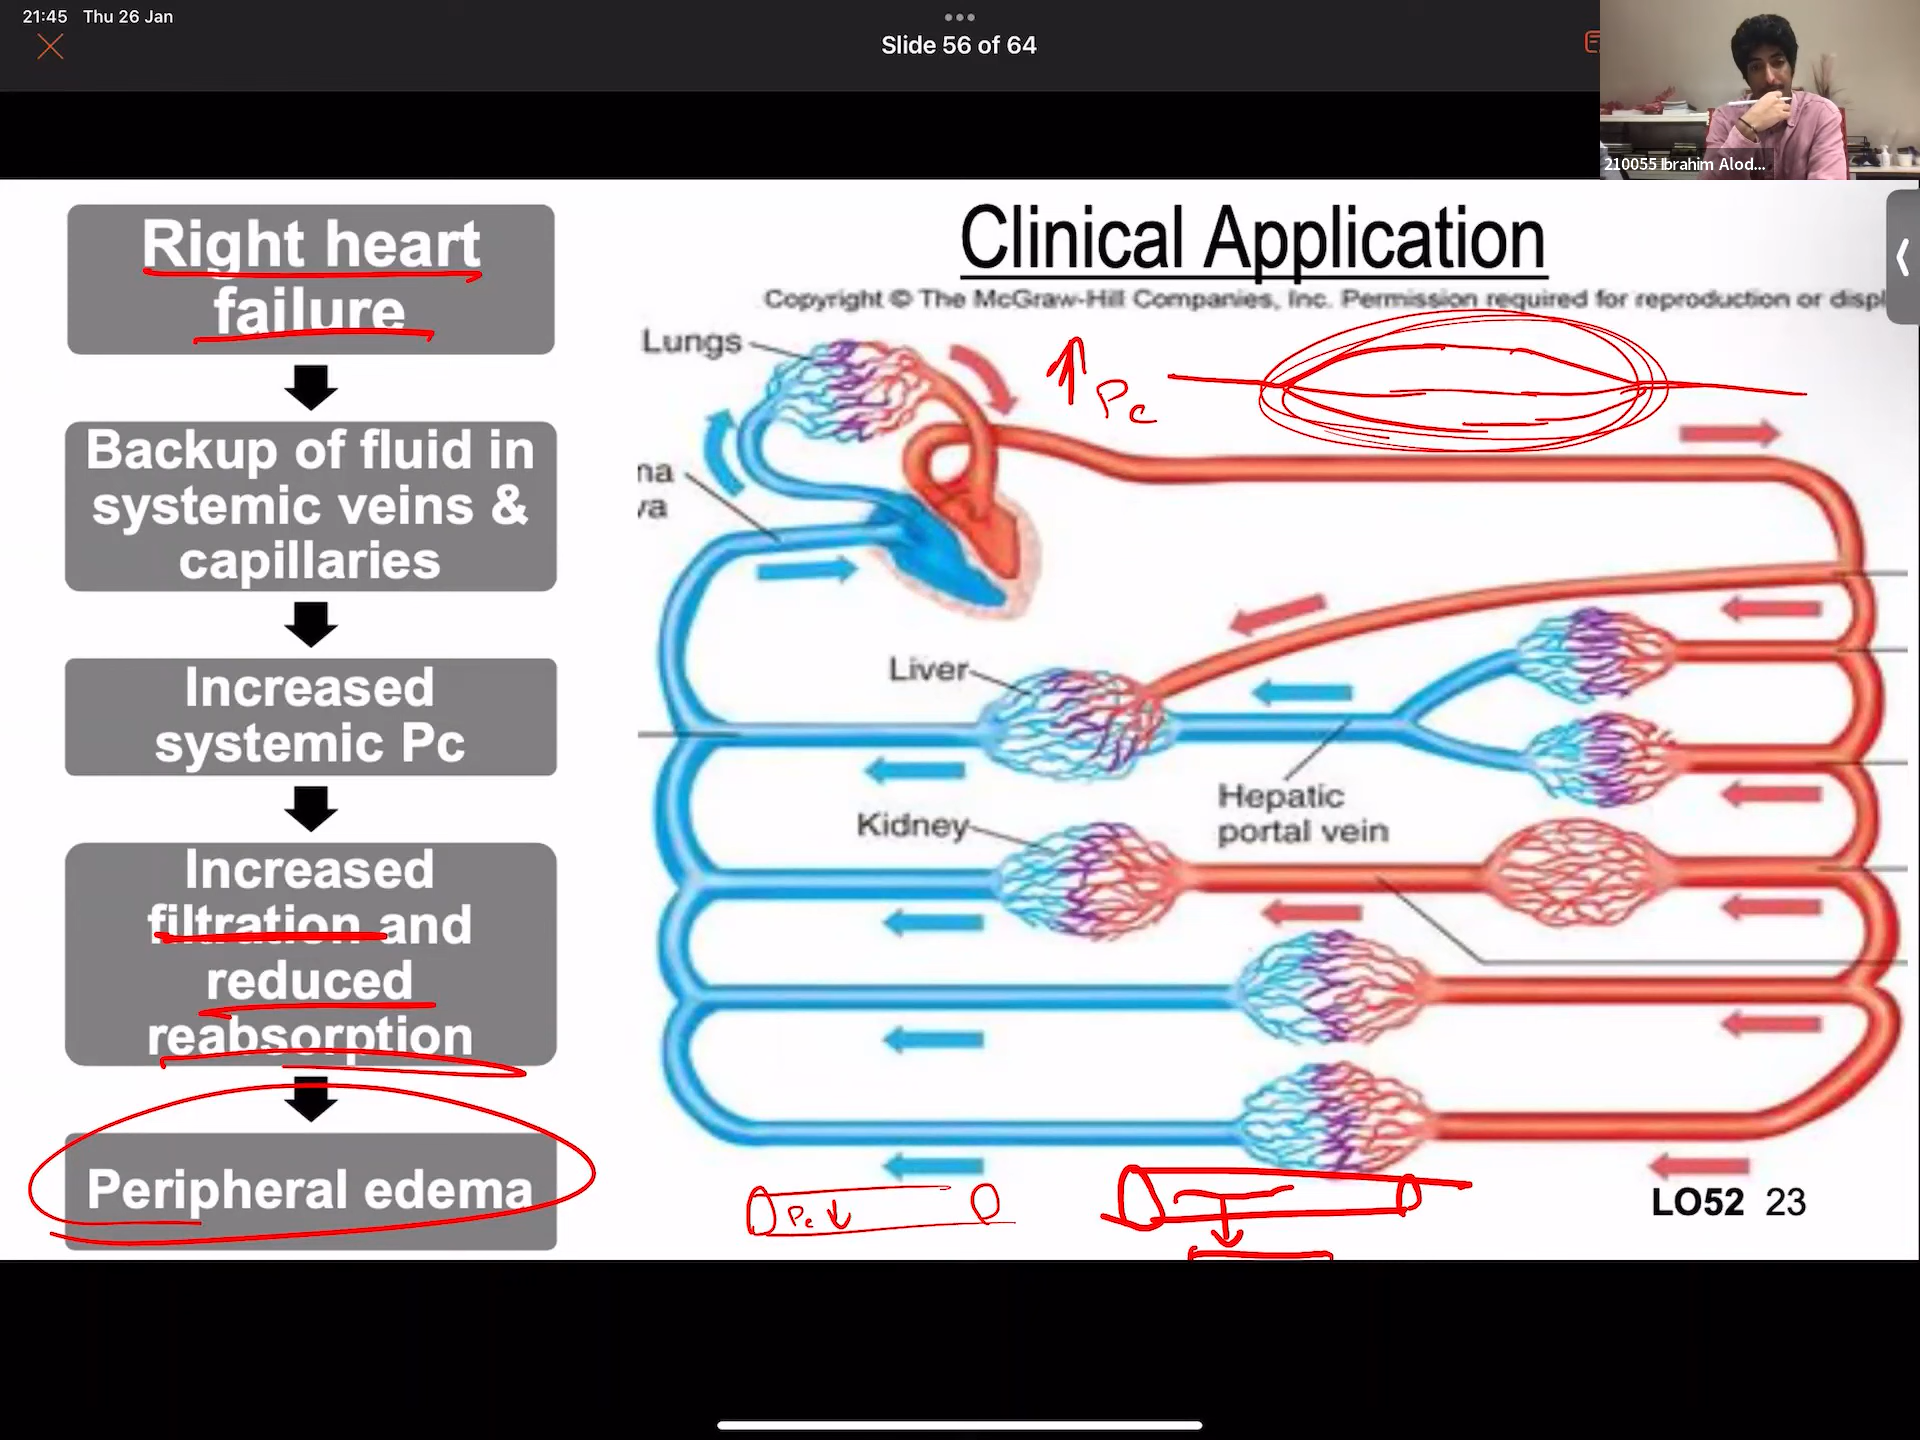 21:45 Thu 26 Jan
Slide 56 of 64
210055 Ibrahim Alod...
Right heart
failure
Backup of fluid in
systemic veins &
capillaries
Increased
systemic Pc
Increased
filtration and
reduced
reabsorption
Peripheral edema
Clinical Application
Copyright © The McGraw-Hill Companies, Inc. Permission required for reproduction or displ
Lungs
Pc
na
va
Liver
Hepatic
portal vein
Kidney
Pc
LO52 23